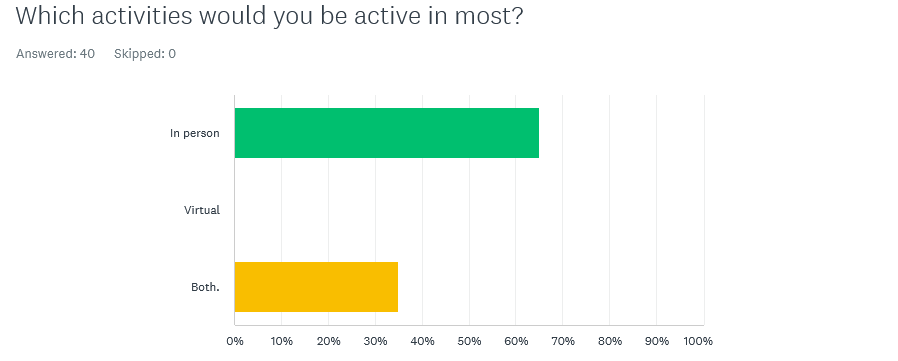 Which activities would you be active in most?
Answered: 40 Skipped: 0
In person
Virtual
Both.
0% 10% 20% 30% 40% 50% 60% 70% 80% 90% 100%